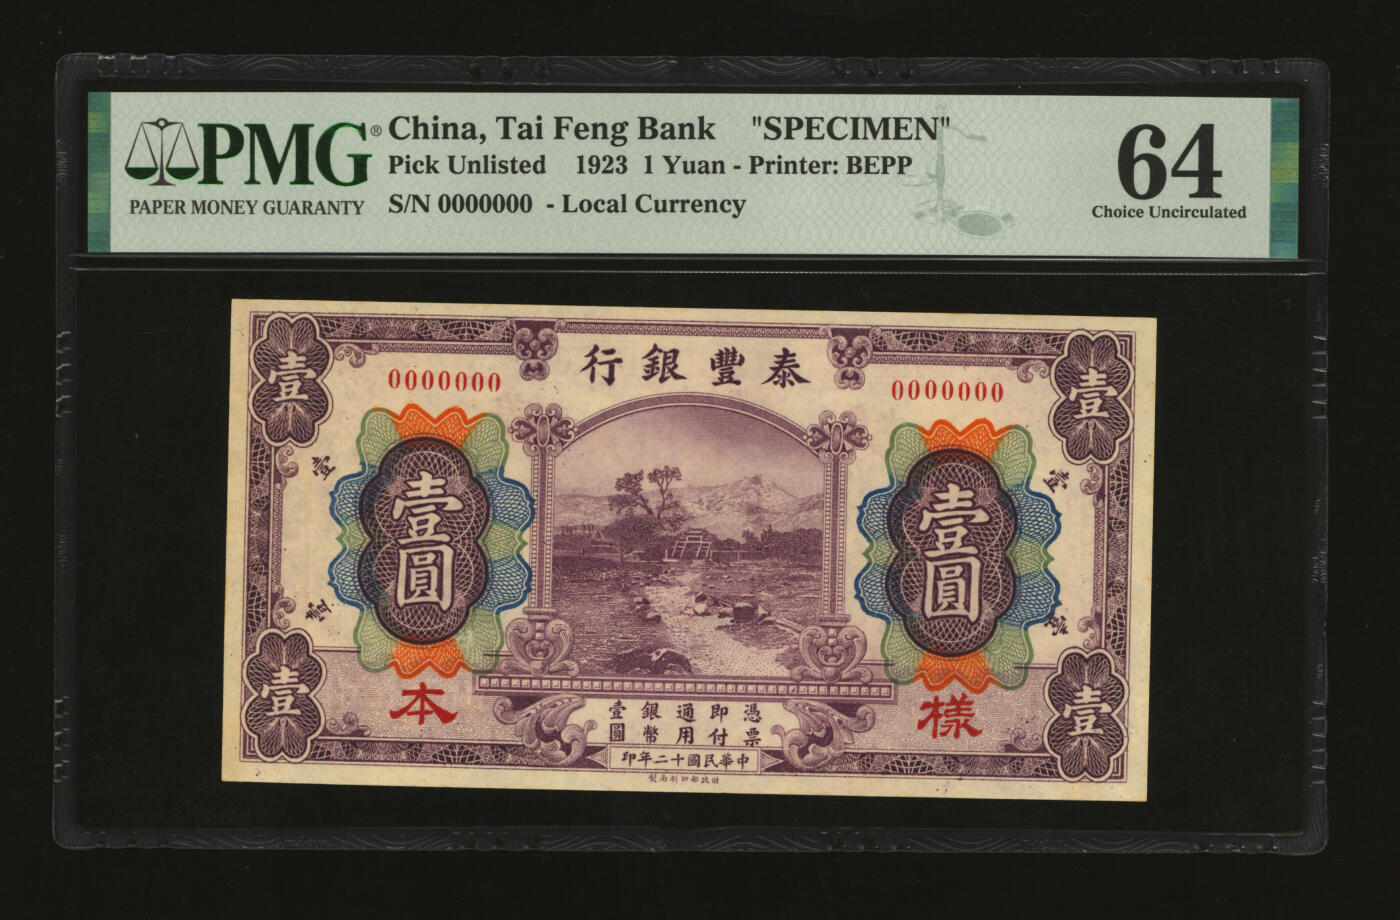 PMG® China, Tai Feng Bank "SPECIMEN"
Pick Unlisted 1923 1 Yuan - Printer: BEPP
PAPER MONEY GUARANTY S/N 0000000 - Local Currency
64
Choice Uncirculated
泰豐銀行
壹 壹
0000000 0000000
壹 壹
壹圓 壹圓
壹 壹
樣本
憑票即付通用銀幣壹圓
中華民國十二年印
財政部印刷局製